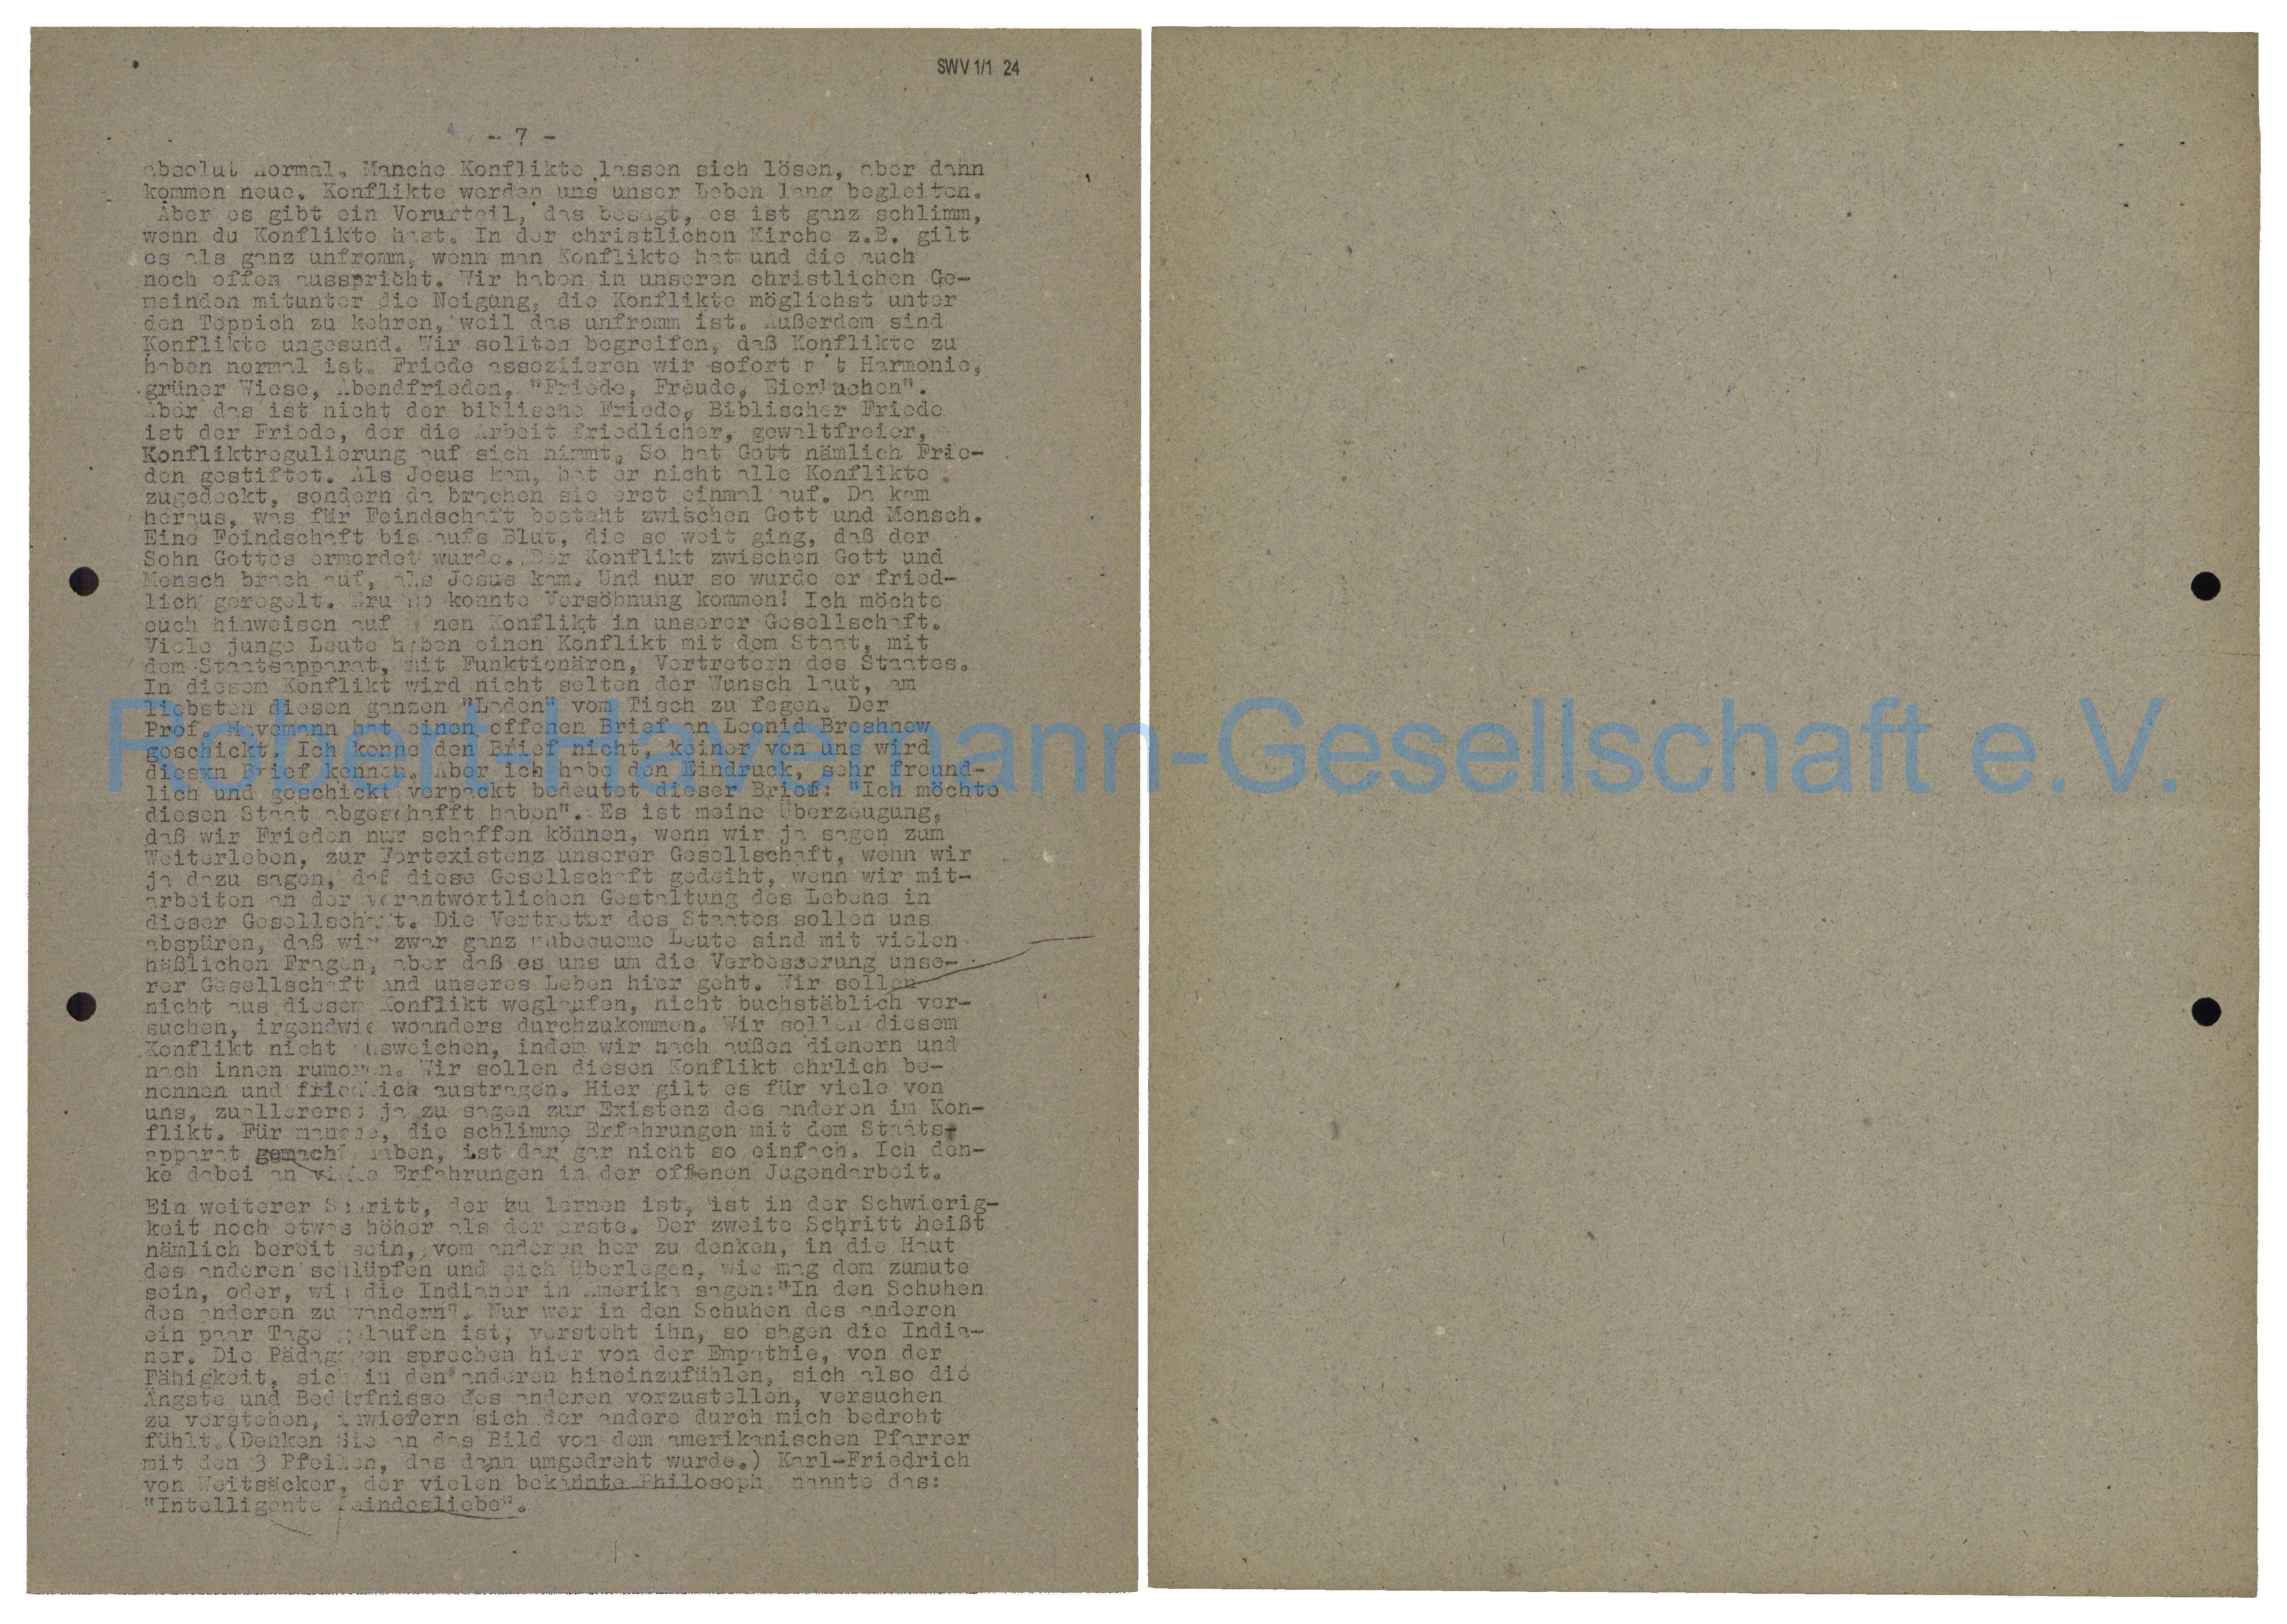 SWV 1/1 24
- 7 -
absolut normal. Manche Konflikte lassen sich lösen, aber dann
kommen neue. Konflikte werden uns unser Leben lang begleiten.
Aber es gibt ein Vorurteil, das besagt, es ist ganz schlimm,
wenn du Konflikte hast. In der christlichen Kirche z.B. gilt
es als ganz unfromm, wenn man Konflikte hat und die auch
noch offen ausspricht. Wir haben in unseren christlichen Ge-
meinden mitunter die Neigung, die Konflikte möglichst unter
den Teppich zu kehren, weil das unfromm ist. Außerdem sind
Konflikte ungesund. Wir sollten begreifen, daß Konflikte zu
haben normal ist. Friede assoziieren wir sofort mit Harmonie,
grüner Wiese, Abendfrieden, "Friede, Freude, Eierkuchen".
Aber das ist nicht der biblische Friede. Biblischer Friede
ist der Friede, der die Arbeit friedlicher, gewaltfreier,
Konfliktregulierung auf sich nimmt. So hat Gott nämlich Frie-
den gestiftet. Als Jesus kam, hat er nicht alle Konflikte
zugedeckt, sondern da brachen sie erst einmal auf. Da kam
heraus, was für Feindschaft besteht zwischen Gott und Mensch.
Eine Feindschaft bis aufs Blut, die so weit ging, daß der
Sohn Gottes ermordet wurde. Der Konflikt zwischen Gott und
Mensch brach auf, als Jesus kam. Und nur so wurde er fried-
lich geregelt. konnte Versöhnung kommen! Ich möchte
euch hinweisen auf einen Konflikt in unserer Gesellschaft.
Viele junge Leute haben einen Konflikt mit dem Staat, mit
dem Staatsapparat, mit Funktionären, Vertretern des Staates.
In diesem Konflikt wird nicht selten der Wunsch laut, am
liebsten diesen ganzen "Laden" vom Tisch zu fegen. Der
Prof. Havemann hat einen offenen Brief an Leonid Breshnew
geschickt. Ich kenne den Brief nicht, keiner von uns wird
diesen Brief kennen. Aber ich habe den Eindruck, sehr freund-
lich und geschickt verpackt bedeutet dieser Brief: "Ich möchte
diesen Staat abgeschafft haben". Es ist meine Überzeugung,
daß wir Frieden nur schaffen können, wenn wir ja sagen zum
Weiterleben, zur Fortexistenz unserer Gesellschaft, wenn wir
ja dazu sagen, daß diese Gesellschaft gedeiht, wenn wir mit-
arbeiten an der verantwortlichen Gestaltung des Lebens in
dieser Gesellschaft. Die Vertreter des Staates sollen uns
abspüren, daß wir zwar ganz unbequeme Leute sind mit vielen
häßlichen Fragen, aber daß es uns um die Verbesserung unse-
rer Gesellschaft und unseres Leben hier geht. Wir sollen
nicht aus diesem Konflikt weglaufen, nicht buchstäblich ver-
suchen, irgendwie woanders durchzukommen. Wir sollen diesem
Konflikt nicht ausweichen, indem wir nach außen dienern und
nach innen rumoren. Wir sollen diesen Konflikt ehrlich be-
nennen und friedlich austragen. Hier gilt es für viele von
uns, zuallererst ja zu sagen zur Existenz des anderen im Kon-
flikt. Für manche, die schlimme Erfahrungen mit dem Staats-
apparat gemacht haben, ist der gar nicht so einfach. Ich den-
ke dabei an viele Erfahrungen in der offenen Jugendarbeit.
Ein weiterer Schritt, der zu lernen ist, ist in der Schwierig-
keit noch etwas höher als der erste. Der zweite Schritt heißt
nämlich bereit sein, vom anderen her zu denken, in die Haut
des anderen schlüpfen und sich überlegen, wie mag dem zumute
sein, oder, wie die Indianer in Amerika sagen:"In den Schuhen
des anderen zu wandern". Nur wer in den Schuhen des anderen
ein paar Tage gelaufen ist, versteht ihn, so sagen die India-
ner. Die Pädagogen sprechen hier von der Empathie, von der
Fähigkeit, sich in den anderen hineinzufühlen, sich also die
Ängste und Bedürfnisse des anderen vorzustellen, versuchen
zu verstehen, inwiefern sich der andere durch mich bedroht
fühlt.(Denken Sie an das Bild von dem amerikanischen Pfarrer
mit den 3 Pfeilen, das dann umgedreht wurde.) Karl-Friedrich
von Weitsäcker, der vielen bekannte Philosoph nannte das:
"Intelligente Feindesliebe".
Robert-Havemann-Gesellschaft e.V.